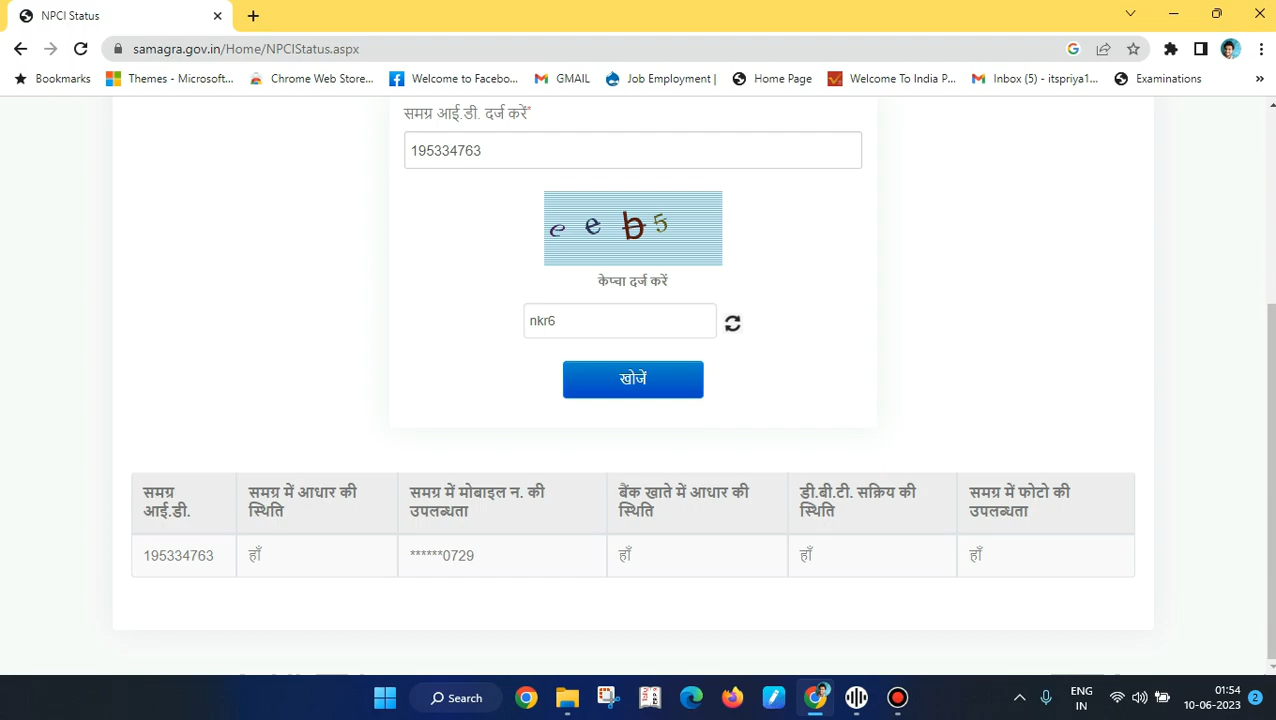 NPCI Status
samagra.gov.in/Home/NPCIStatus.aspx
Bookmarks Themes - Microsoft... Chrome Web Store... Welcome to Facebo... GMAIL Job Employment | Home Page Welcome To India P... Inbox (5) - itspriya1... Examinations »
समग्र आई.डी. दर्ज करें*
195334763
e e b 5
केप्चा दर्ज करें
nkr6
खोजें
समग्र आई.डी. समग्र में आधार की स्थिति समग्र में मोबाइल न. की उपलब्धता बैंक खाते में आधार की स्थिति डी.बी.टी. सक्रिय की स्थिति समग्र में फोटो की उपलब्धता
195334763 हाँ ******0729 हाँ हाँ हाँ
Search ENG IN 01:54 10-06-2023 2